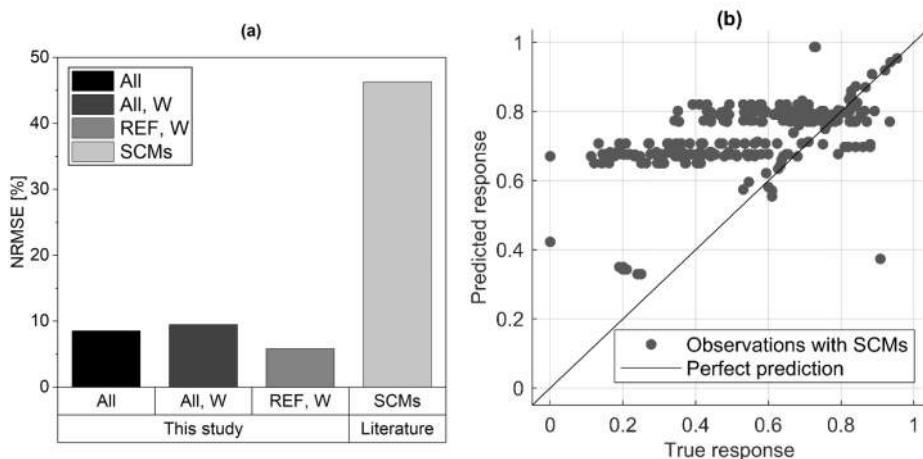 (a)
50
40
30
20
10
0
NRMSE [%]
All
All, W
REF, W
SCMs
All
All, W
REF, W
SCMs
This study
Literature
(b)
1
0.8
0.6
0.4
0.2
0
Predicted response
Observations with SCMs
Perfect prediction
0
0.2
0.4
0.6
0.8
1
True response